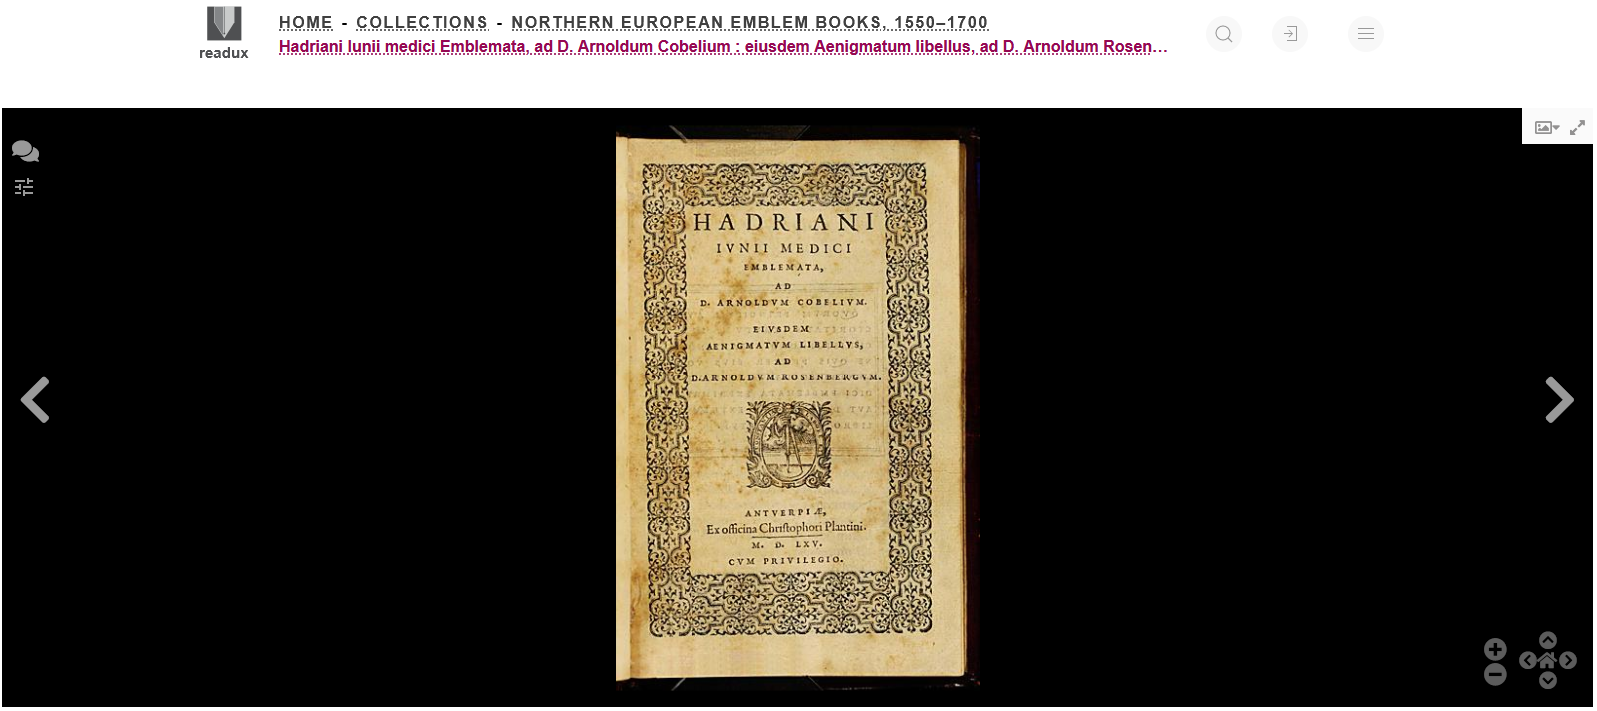 readux
HOME - COLLECTIONS - NORTHERN EUROPEAN EMBLEM BOOKS, 1550–1700
Hadriani Iunii medici Emblemata, ad D. Arnoldum Cobelium : eiusdem Aenigmatum libellus, ad D. Arnoldum Rosen…
HADRIANI
IVNII MEDICI
EMBLEMATA,
AD
D. ARNOLDVM COBELIVM.
EIVSDEM
AENIGMATVM LIBELLVS,
AD
D. ARNOLDVM ROSENBERGVM.
ANTVERPIÆ,
Ex officina Chriſtophori Plantini.
M. D. LXV.
CVM PRIVILEGIO.